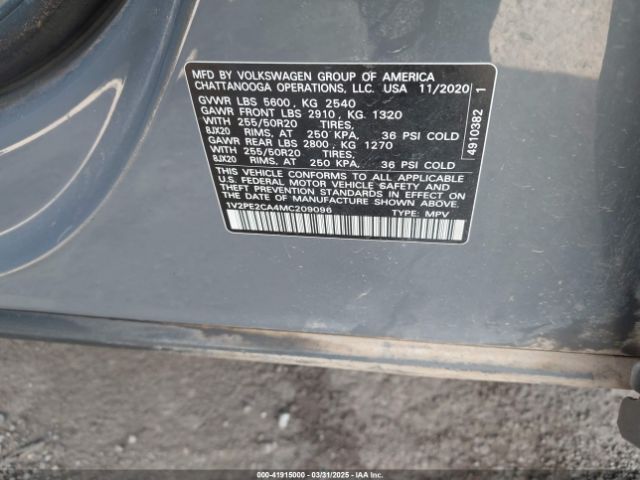 MFD BY VOLKSWAGEN GROUP OF AMERICA
CHATTANOOGA OPERATIONS, LLC. USA 11/2020
GVWR LBS 5600, KG 2540
GAWR FRONT LBS 2910, KG. 1320
WITH 255/50R20 TIRES,
8JX20 RIMS. AT 250 KPA. 36 PSI COLD
GAWR REAR LBS 2800 , KG 1270
WITH 255/50R20 TIRES,
8JX20 RIMS. AT 250 KPA. 36 PSI COLD
THIS VEHICLE CONFORMS TO ALL APPLICABLE
U.S. FEDERAL MOTOR VEHICLE SAFETY AND
THEFT PREVENTION STANDARDS IN EFFECT ON
THE DATE OF MANUFACTURE SHOWN ABOVE.
1V2PE2CA4MC209096 TYPE: MPV
4910382 1
000-41915000 - 03/31/2025 - IAAI.COM